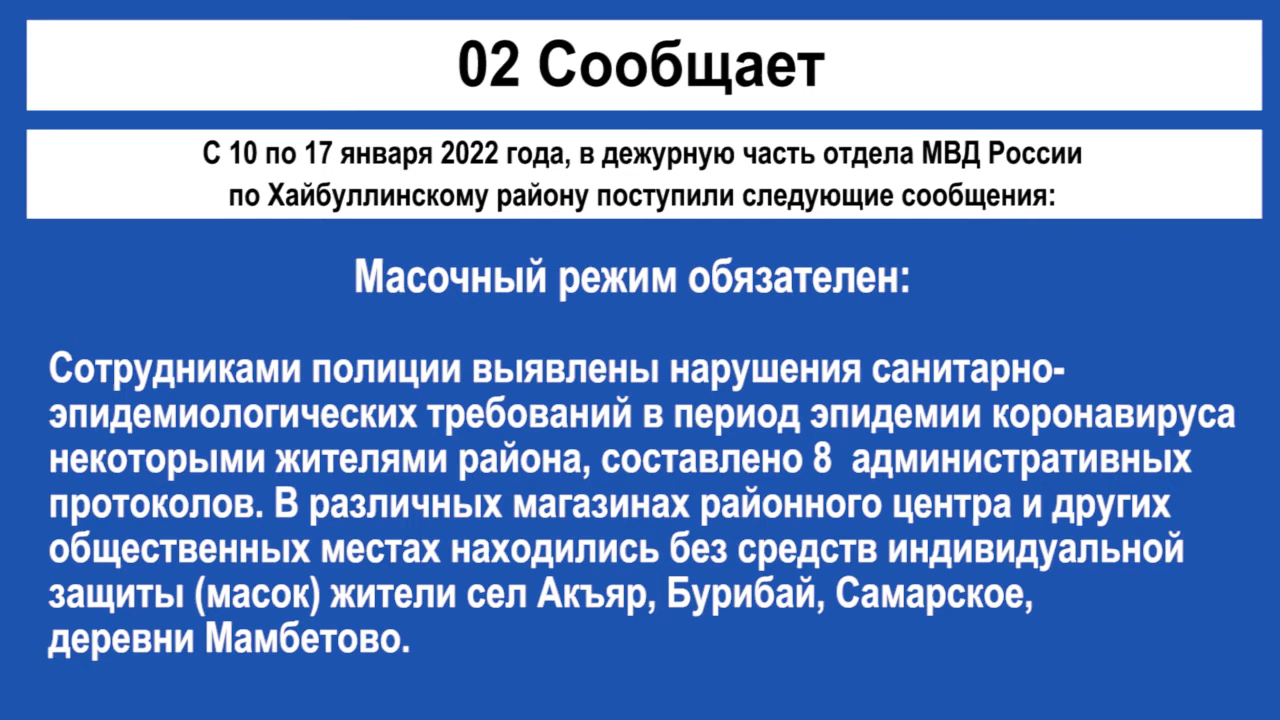 02 Сообщает
С 10 по 17 января 2022 года, в дежурную часть отдела МВД России
по Хайбуллинскому району поступили следующие сообщения:
Масочный режим обязателен:
Сотрудниками полиции выявлены нарушения санитарно-
эпидемиологических требований в период эпидемии коронавируса
некоторыми жителями района, составлено 8  административных
протоколов. В различных магазинах районного центра и других
общественных местах находились без средств индивидуальной
защиты (масок) жители сел Акъяр, Бурибай, Самарское,
деревни Мамбетово.